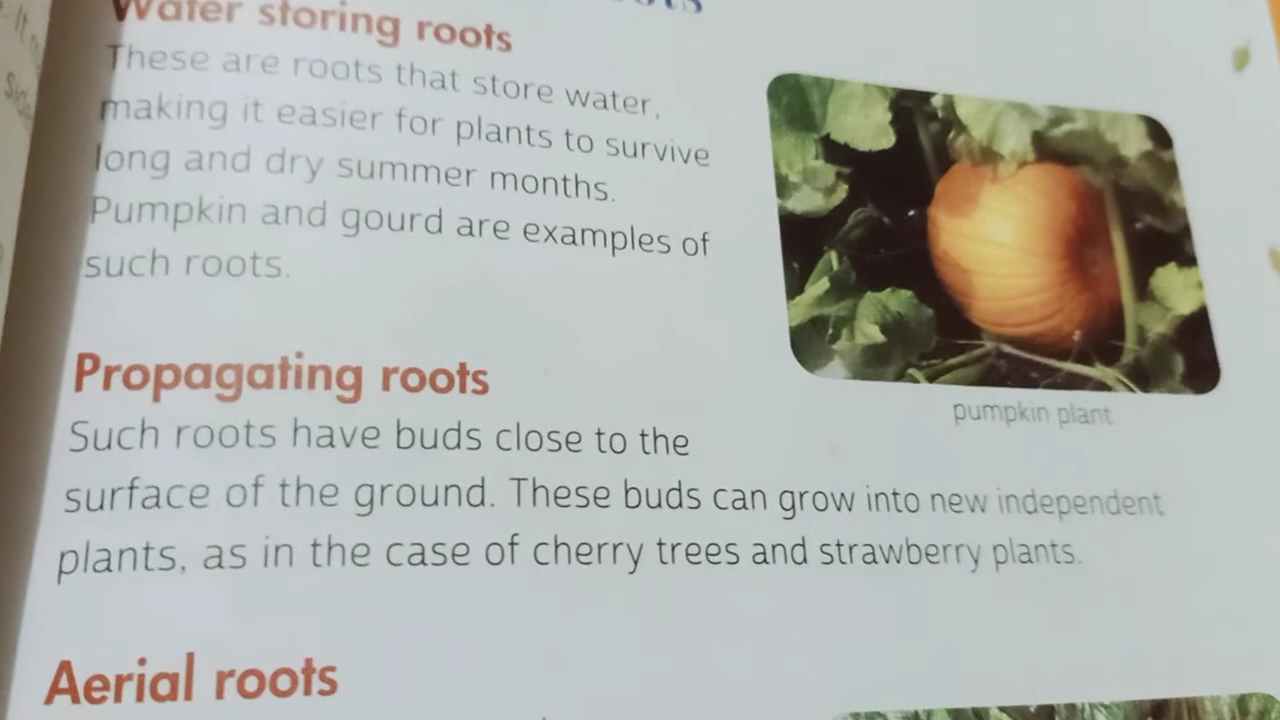 Water storing roots
These are roots that store water,
making it easier for plants to survive
long and dry summer months.
Pumpkin and gourd are examples of
such roots.
pumpkin plant
Propagating roots
Such roots have buds close to the
surface of the ground. These buds can grow into new independent
plants, as in the case of cherry trees and strawberry plants.
Aerial roots